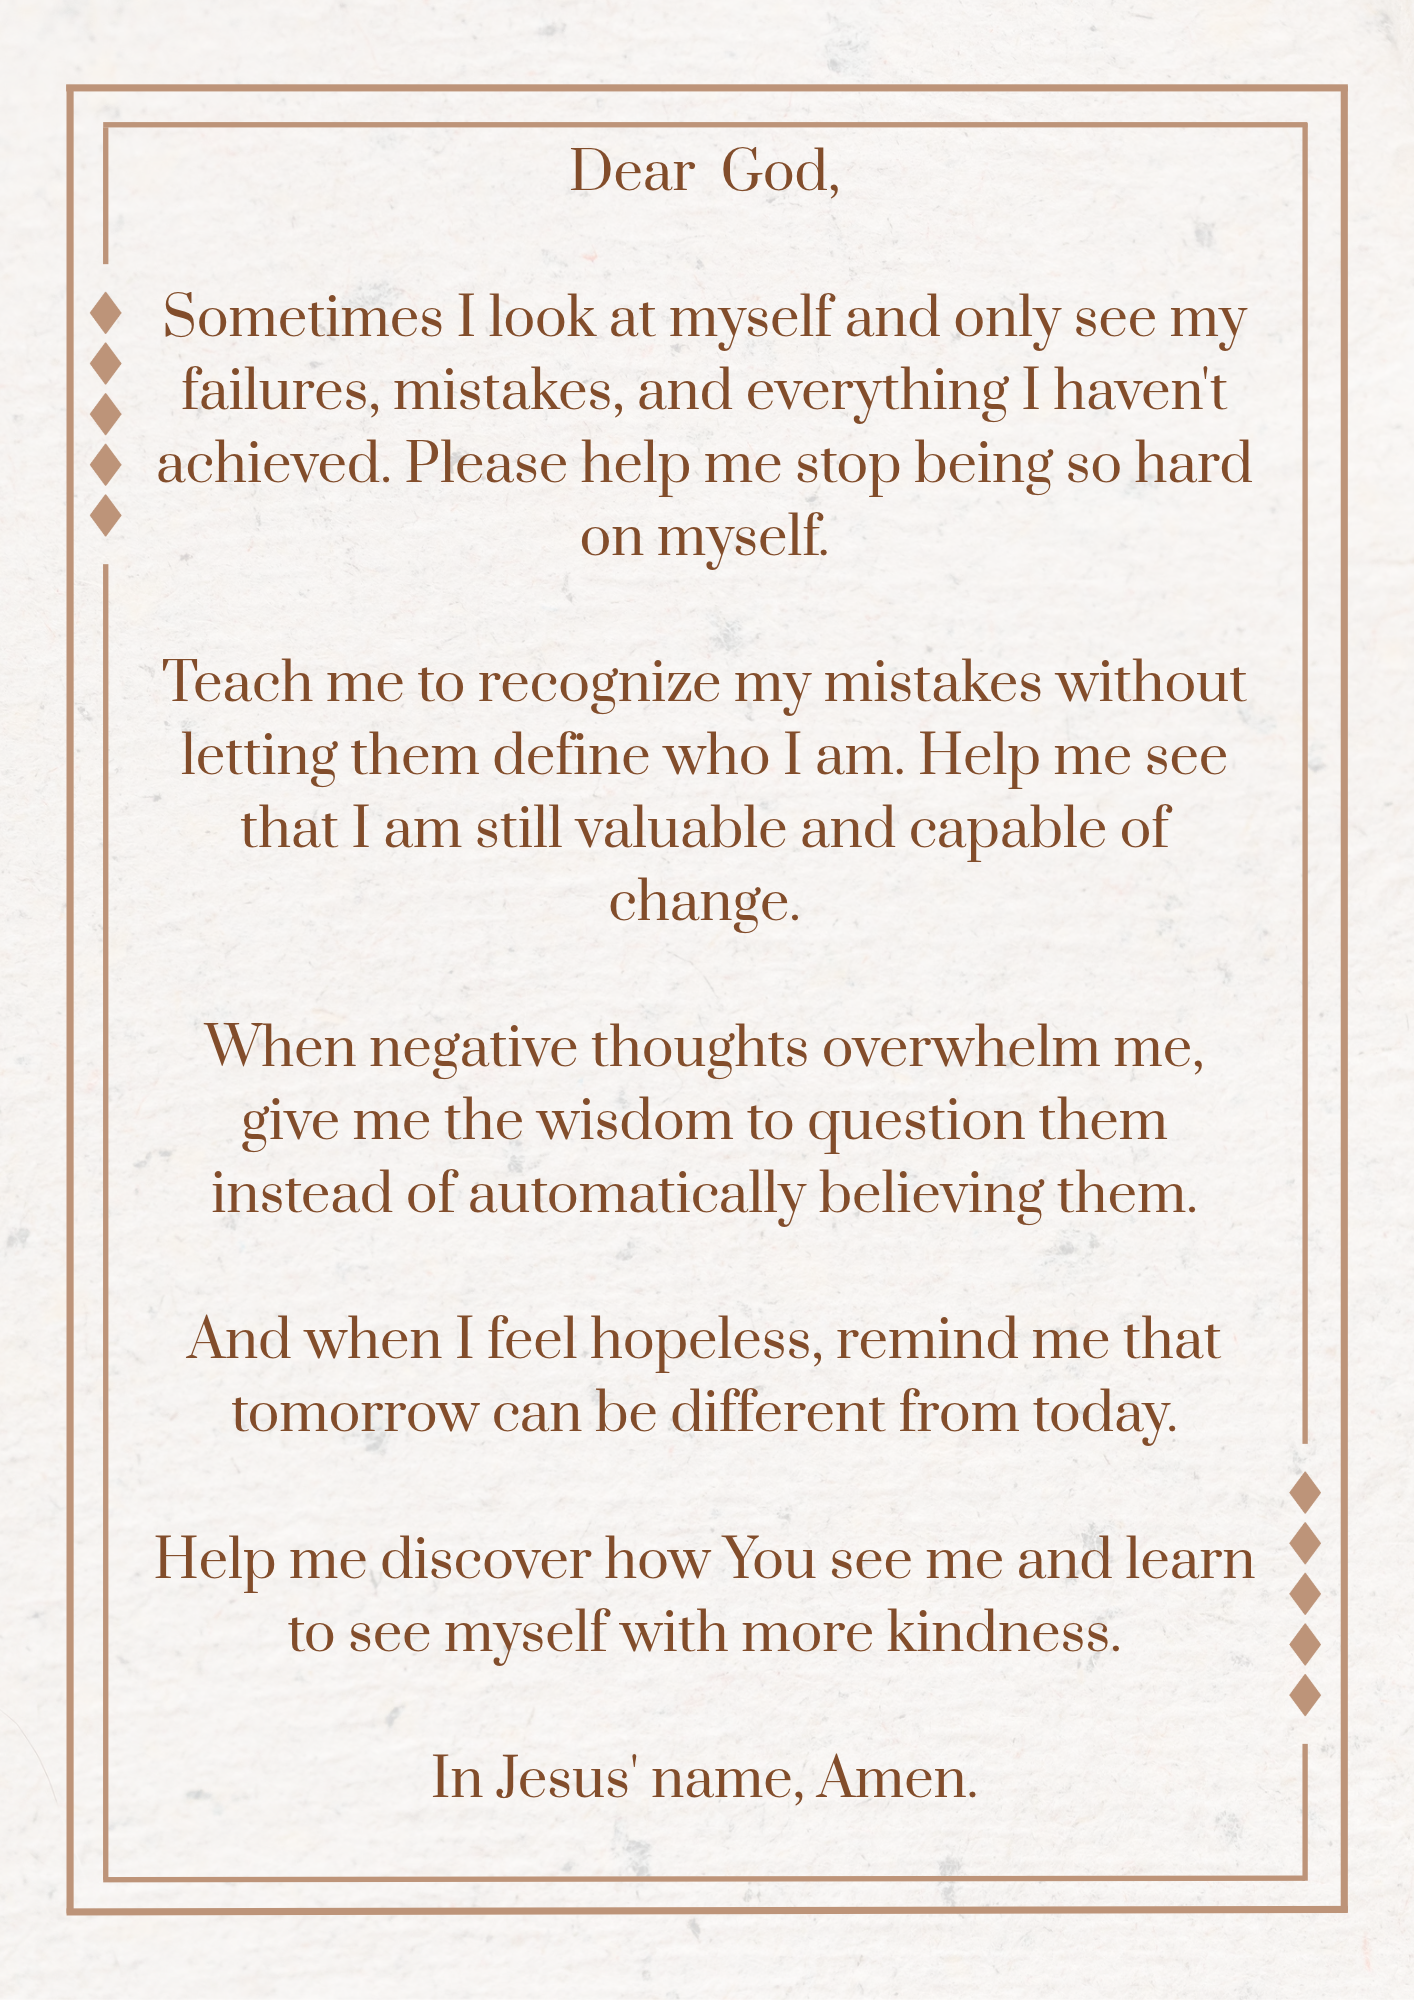 Dear  God,
Sometimes I look at myself and only see my
failures, mistakes, and everything I haven't
achieved. Please help me stop being so hard
on myself.
Teach me to recognize my mistakes without
letting them define who I am. Help me see
that I am still valuable and capable of
change.
When negative thoughts overwhelm me,
give me the wisdom to question them
instead of automatically believing them.
And when I feel hopeless, remind me that
tomorrow can be different from today.
Help me discover how You see me and learn
to see myself with more kindness.
In Jesus' name, Amen.